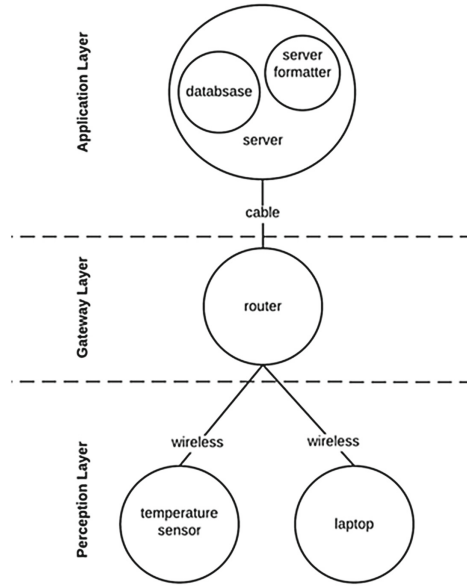 Application Layer
databsase
server
formatter
server
cable
Gateway Layer
router
Perception Layer
wireless
wireless
temperature
sensor
laptop